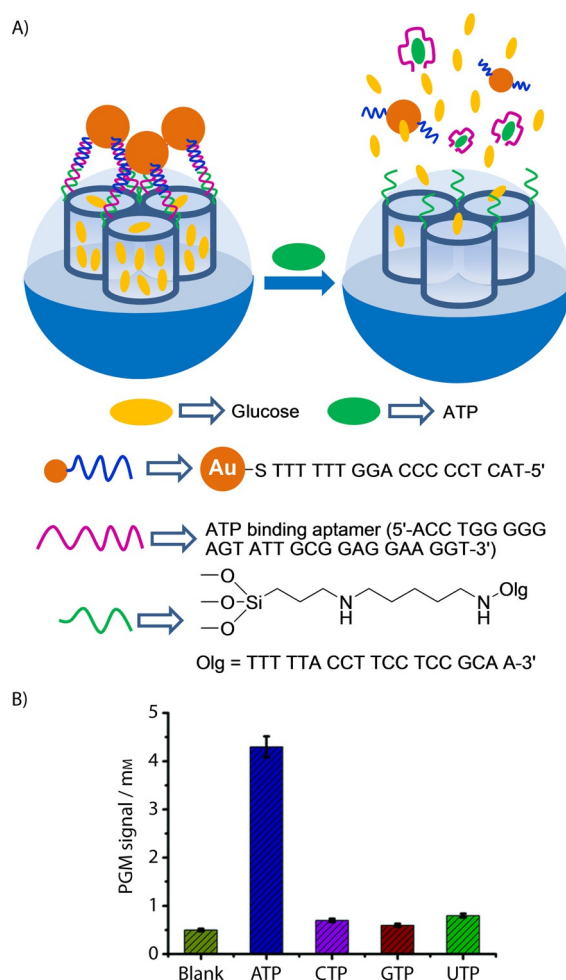 A)
Glucose
ATP
Au
-S TTT TTT GGA CCC CCT CAT-5'
ATP binding aptamer (5'-ACC TGG GGG
AGT ATT GCG GAG GAA GGT-3')
O
O Si N H N H Olg
O
Olg = TTT TTA CCT TCC TCC GCA A-3'
B)
PGM signal / mM
5
4
3
2
1
0
Blank ATP CTP GTP UTP